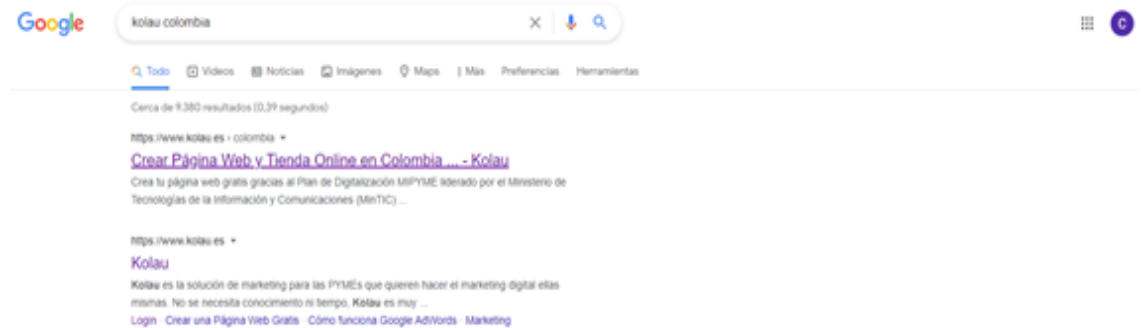 Google
kolau colombia
Todo Videos Noticias Imágenes Maps Más Preferencias Herramientas
Cerca de 9.380 resultados (0,39 segundos)
https://www.kolau.es › colombia
Crear Página Web y Tienda Online en Colombia ... - Kolau
Crea tu página web gratis gracias al Plan de Digitalización MIPYME liderado por el Ministerio de
Tecnologías de la Información y Comunicaciones (MinTIC) ...
https://www.kolau.es
Kolau
Kolau es la solución de marketing para las PYMEs que quieren hacer el marketing digital ellas
mismas. No se necesita conocimiento ni tiempo, Kolau es muy ...
Login · Crear una Página Web Gratis · Cómo funciona Google AdWords · Marketing
C